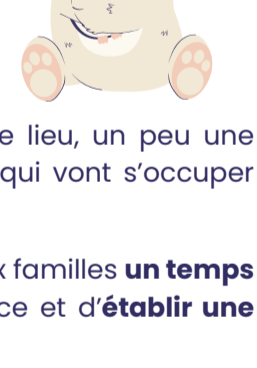 e lieu, un peu une
qui vont s’occuper
x familles un temps
ce et d’établir une